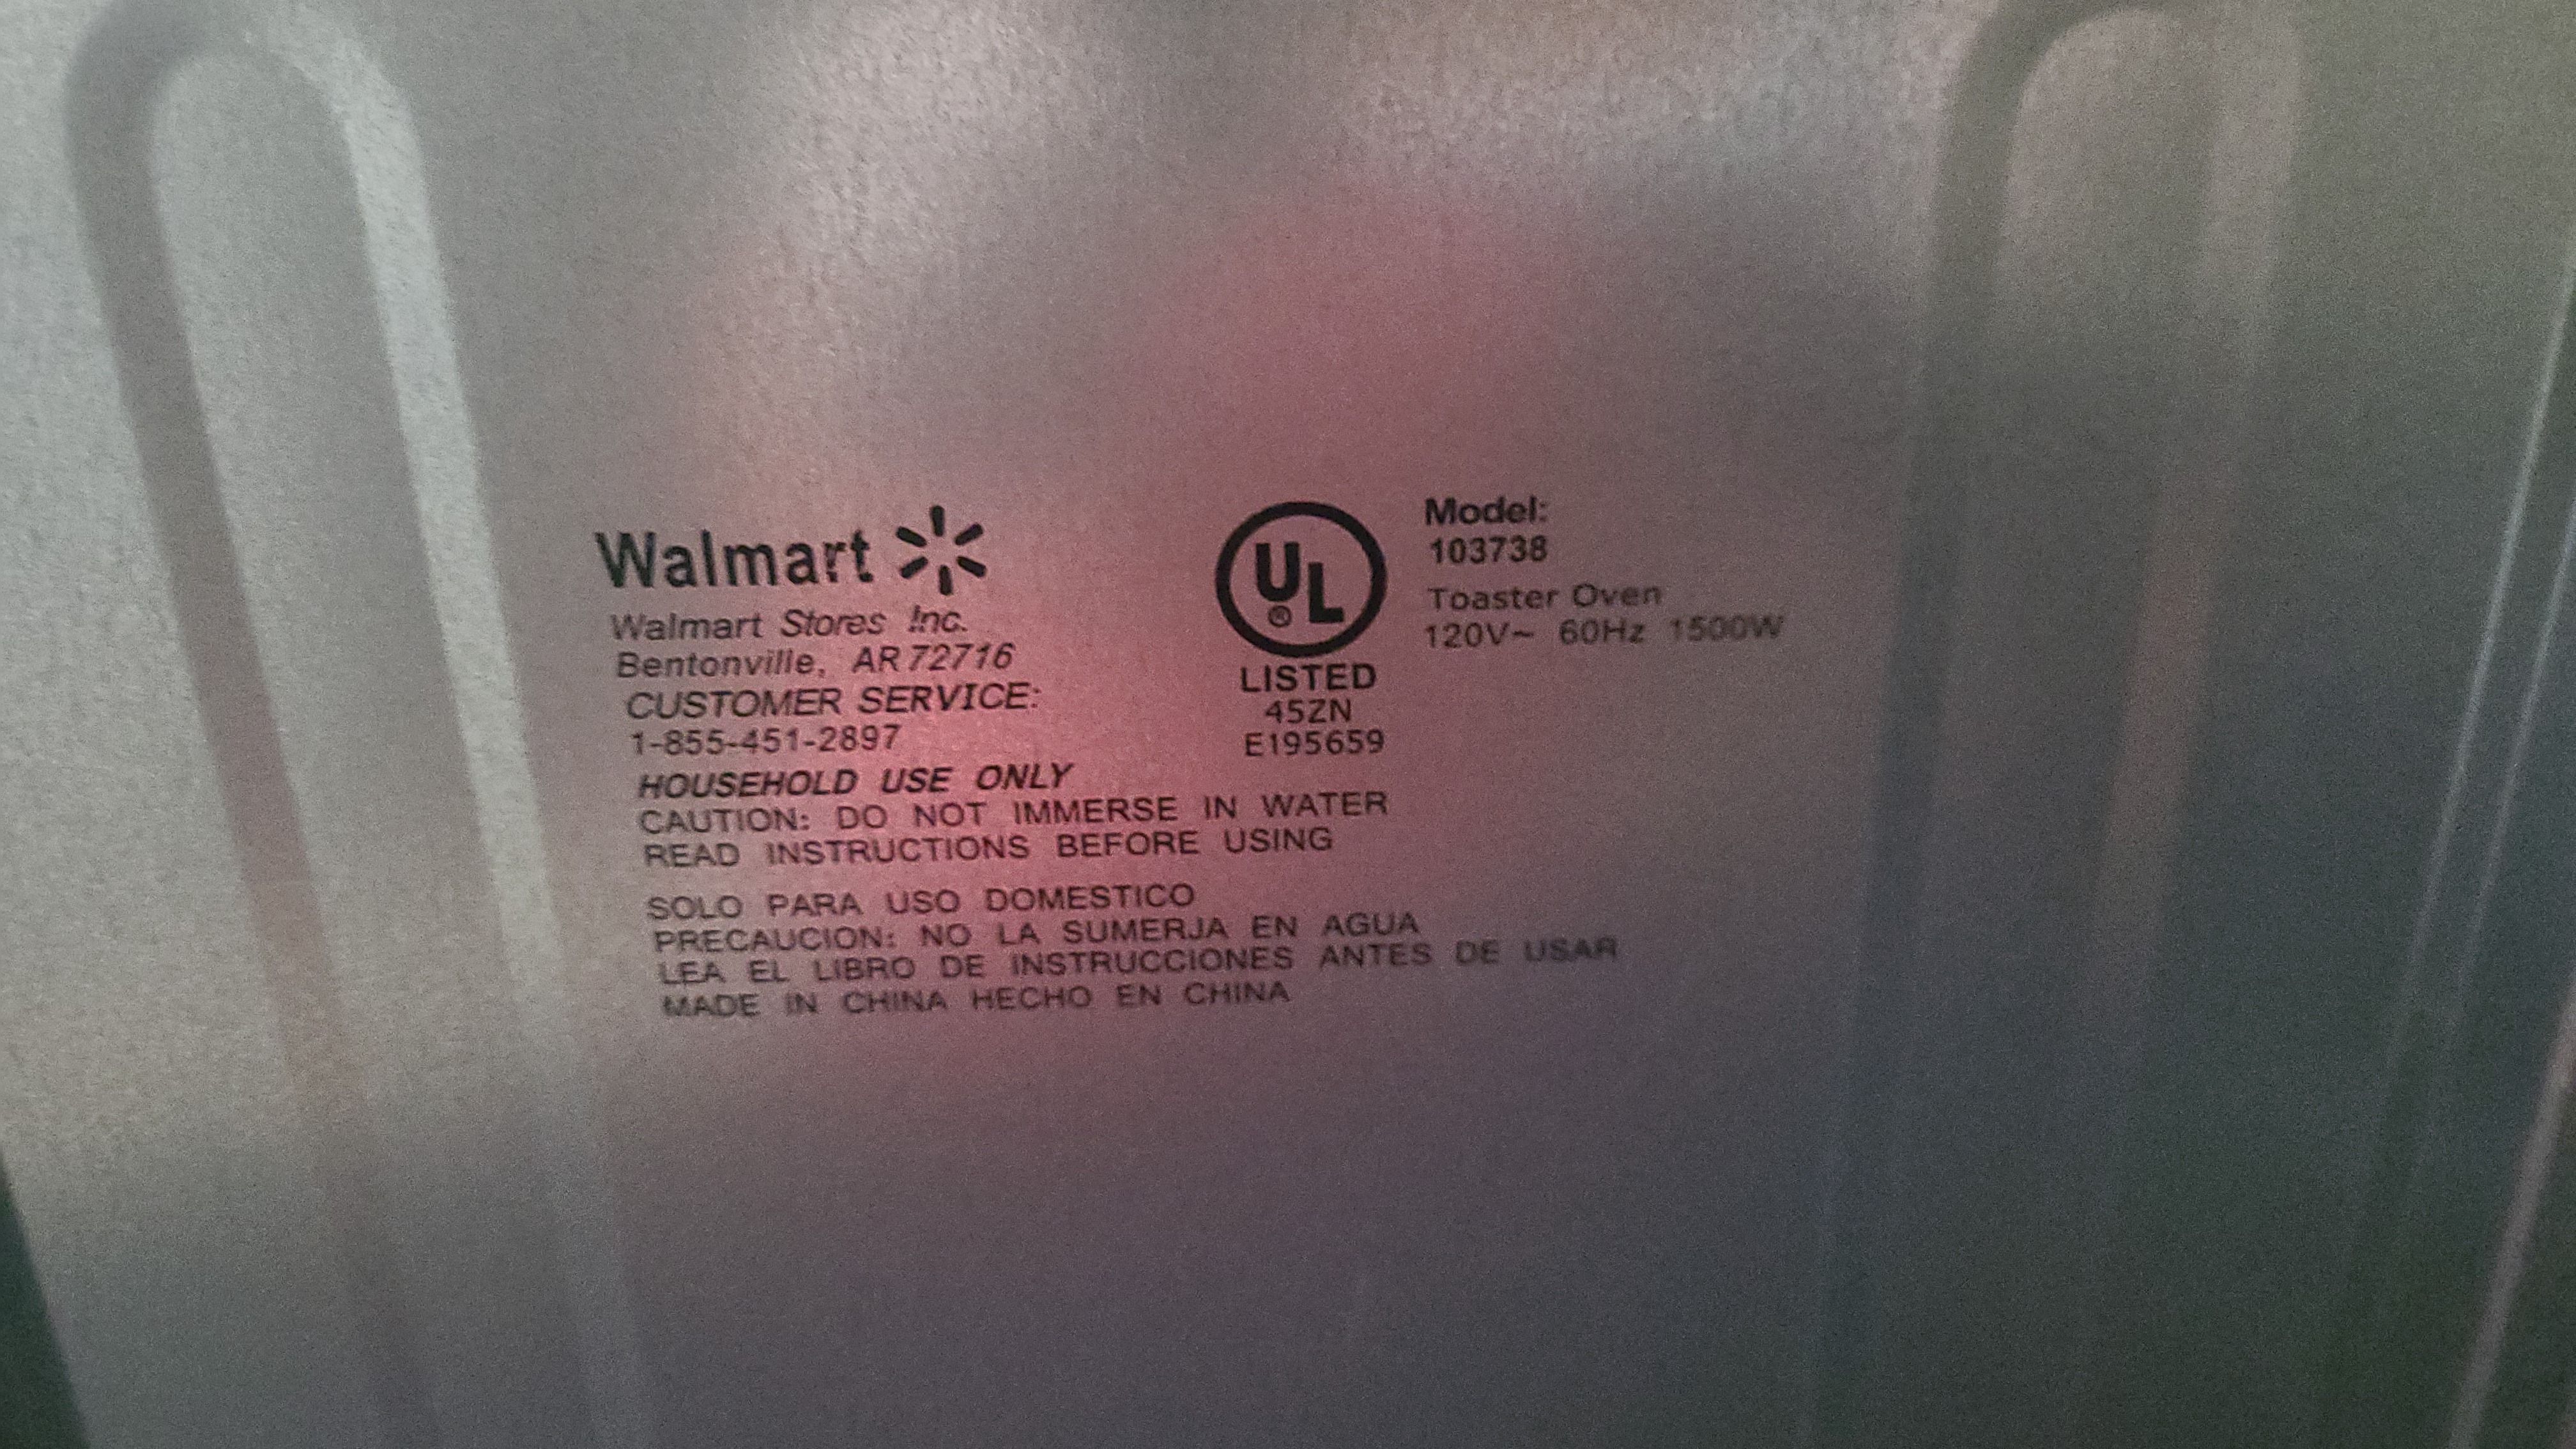 Walmart
Walmart Stores Inc.
Bentonville, AR 72716
CUSTOMER SERVICE:
1-855-451-2897
HOUSEHOLD USE ONLY
CAUTION: DO NOT IMMERSE IN WATER
READ INSTRUCTIONS BEFORE USING
SOLO PARA USO DOMESTICO
PRECAUCION: NO LA SUMERJA EN AGUA
LEA EL LIBRO DE INSTRUCCIONES ANTES DE USAR
MADE IN CHINA HECHO EN CHINA
UL
®
LISTED
45ZN
E195659
Model:
103738
Toaster Oven
120V~ 60Hz 1500W